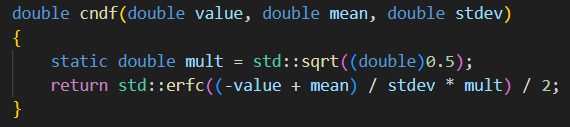 double cndf(double value, double mean, double stdev)
{
    static double mult = std::sqrt((double)0.5);
    return std::erfc((-value + mean) / stdev * mult) / 2;
}